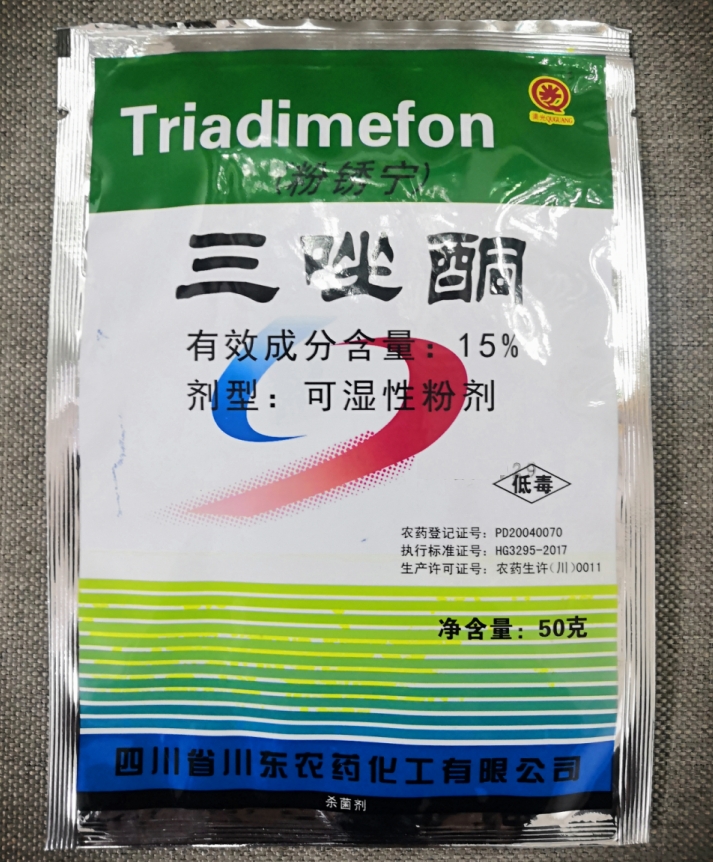 Triadimefon
(粉锈宁)
三唑酮
有效成分含量：15%
剂型：可湿性粉剂
低毒
农药登记证号：PD20040070
执行标准证号：HG3295-2017
生产许可证号：农药生许(川)0011
净含量：50克
四川省川东农药化工有限公司
杀菌剂